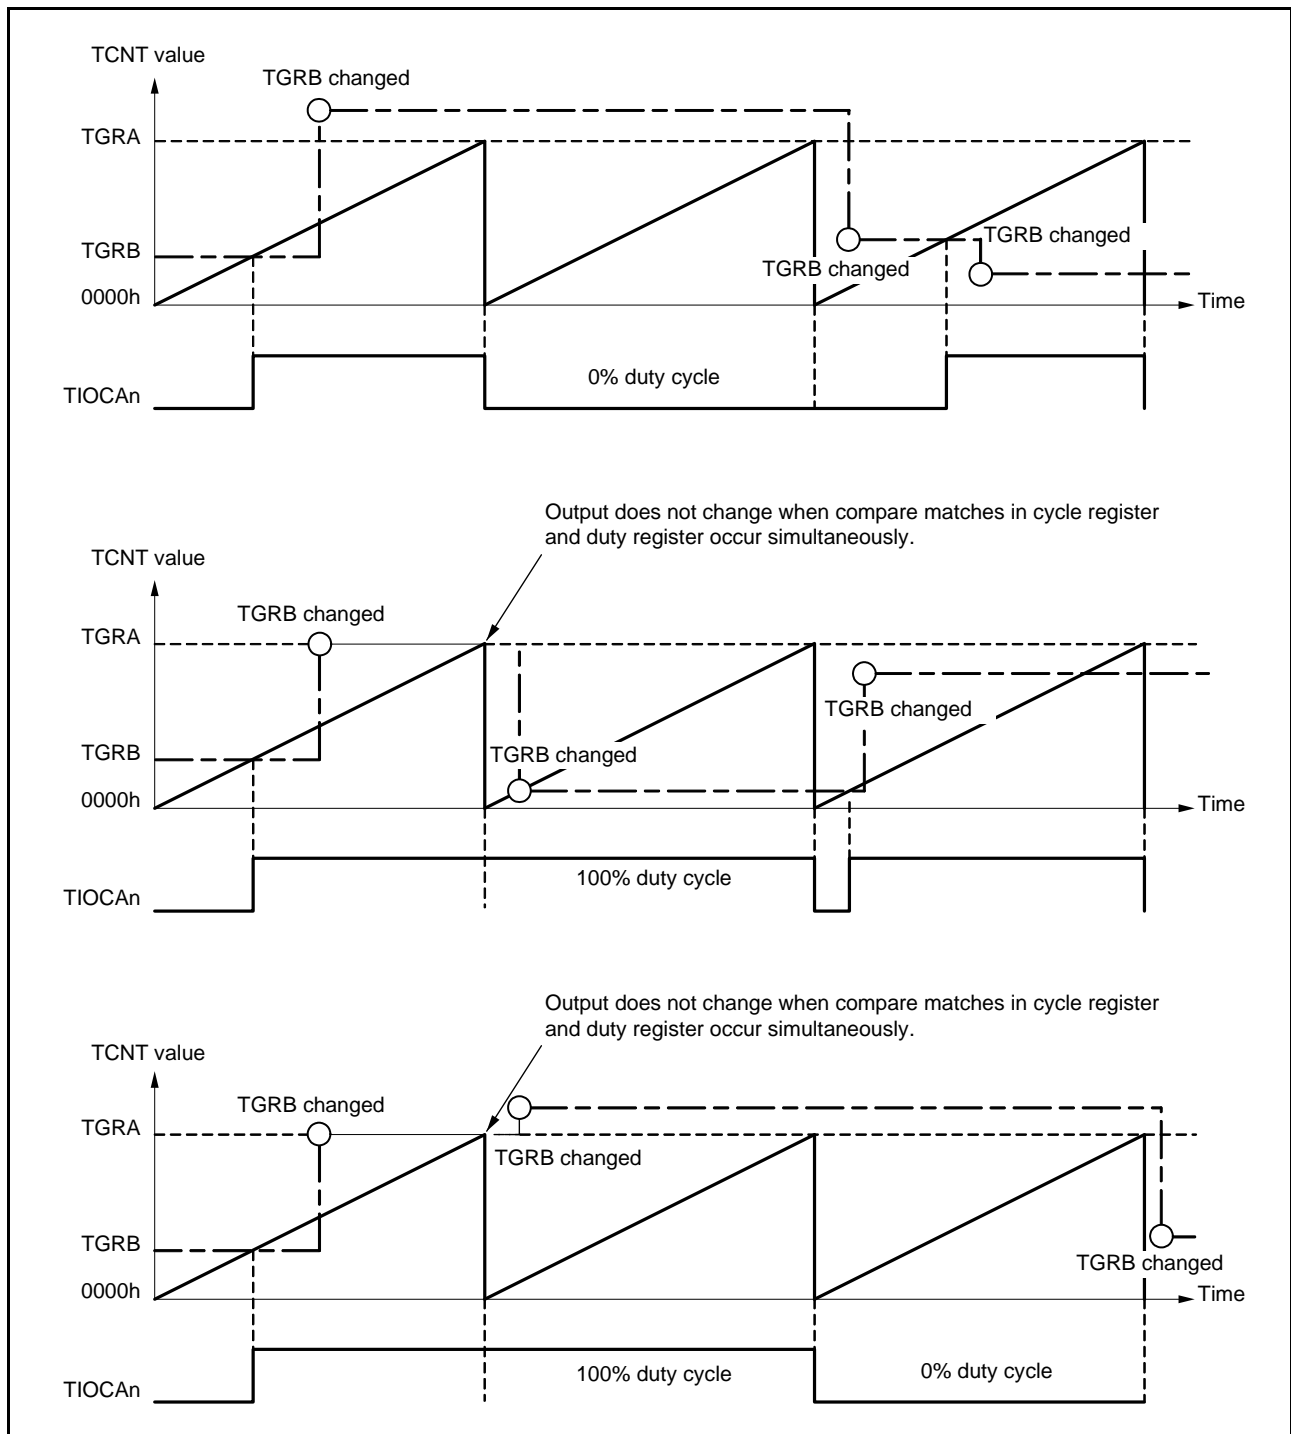 TCNT value
TGRB changed
TGRA
TGRB
TGRB changed
TGRB changed
0000h
Time
0% duty cycle
TIOCAn
Output does not change when compare matches in cycle register
and duty register occur simultaneously.
TCNT value
TGRB changed
TGRA
TGRB changed
TGRB
TGRB changed
0000h
Time
100% duty cycle
TIOCAn
Output does not change when compare matches in cycle register
and duty register occur simultaneously.
TCNT value
TGRB changed
TGRA
TGRB changed
TGRB
TGRB changed
0000h
Time
100% duty cycle
0% duty cycle
TIOCAn